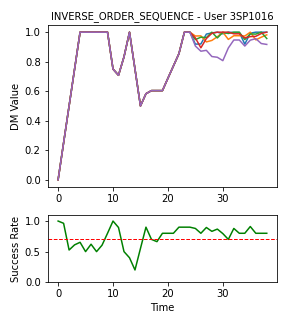 INVERSE_ORDER_SEQUENCE - User 3SP1016
1.0
0.8
0.6
0.4
0.2
0.0
DM Value
0 10 20 30
1.0
0.5
0.0
Success Rate
0 10 20 30
Time